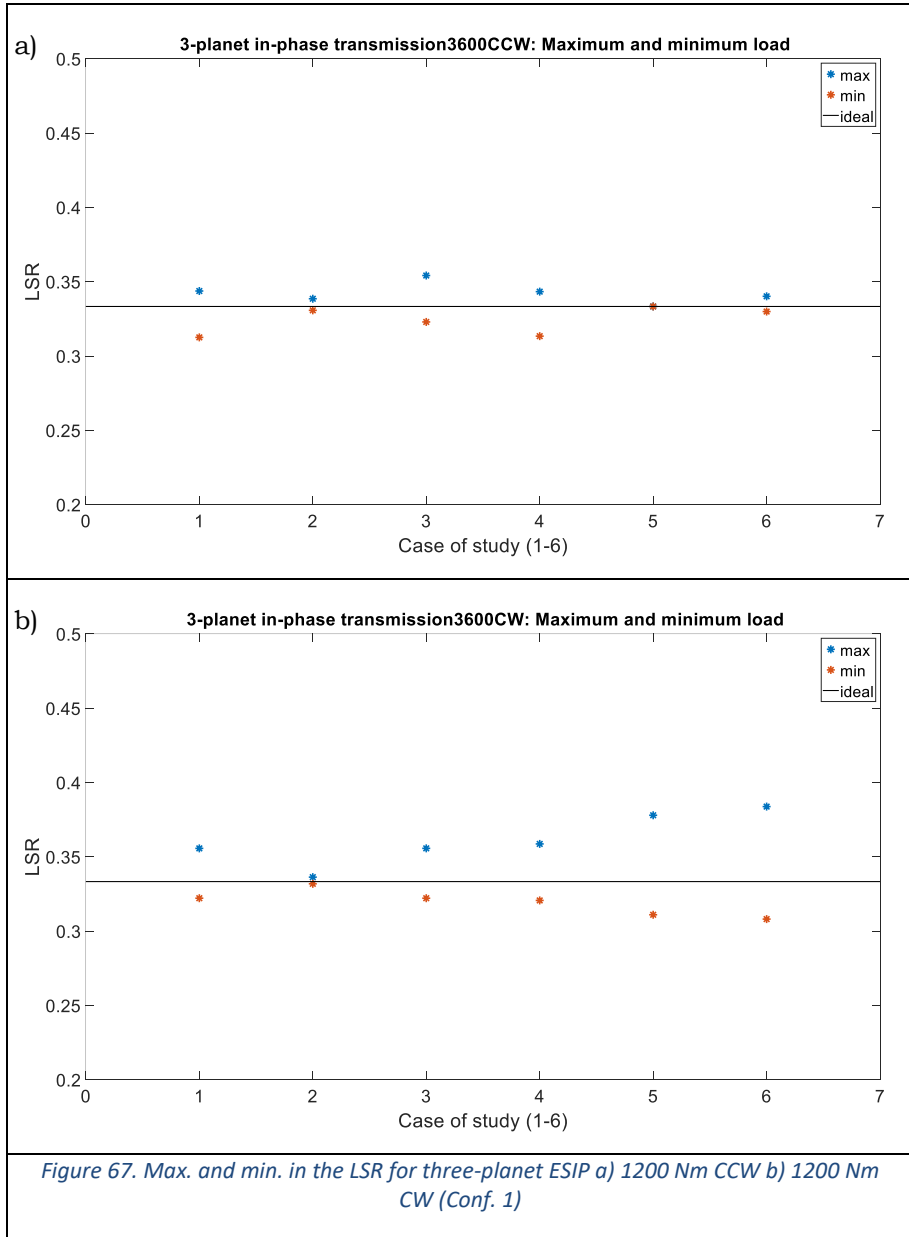 a)
3-planet in-phase transmission3600CCW: Maximum and minimum load
0.5
0.45
0.4
0.35
0.3
0.25
0.2
LSR
max
min
ideal
0 1 2 3 4 5 6 7
Case of study (1-6)
b)
3-planet in-phase transmission3600CW: Maximum and minimum load
0.5
0.45
0.4
0.35
0.3
0.25
0.2
LSR
max
min
ideal
0 1 2 3 4 5 6 7
Case of study (1-6)
Figure 67. Max. and min. in the LSR for three-planet ESIP a) 1200 Nm CCW b) 1200 Nm
CW (Conf. 1)